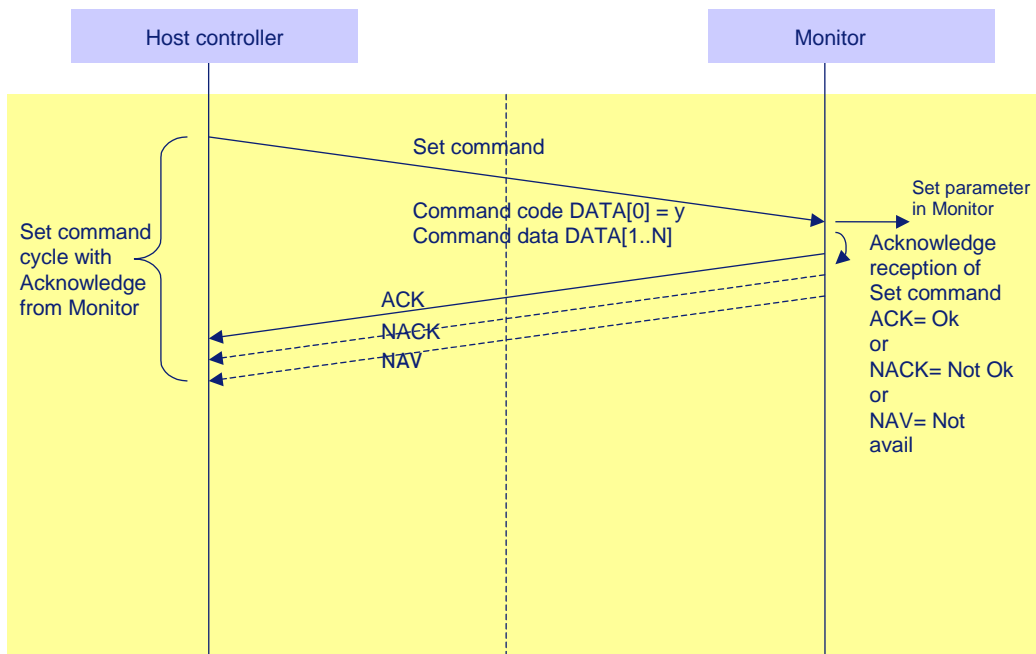 Host controller
Monitor
Set command
Command code DATA[0] = y
Command data DATA[1..N]
Set parameter
in Monitor
Set command
cycle with
Acknowledge
from Monitor
Acknowledge
reception of
Set command
ACK= Ok
or
NACK= Not Ok
or
NAV= Not
avail
ACK
NACK
NAV